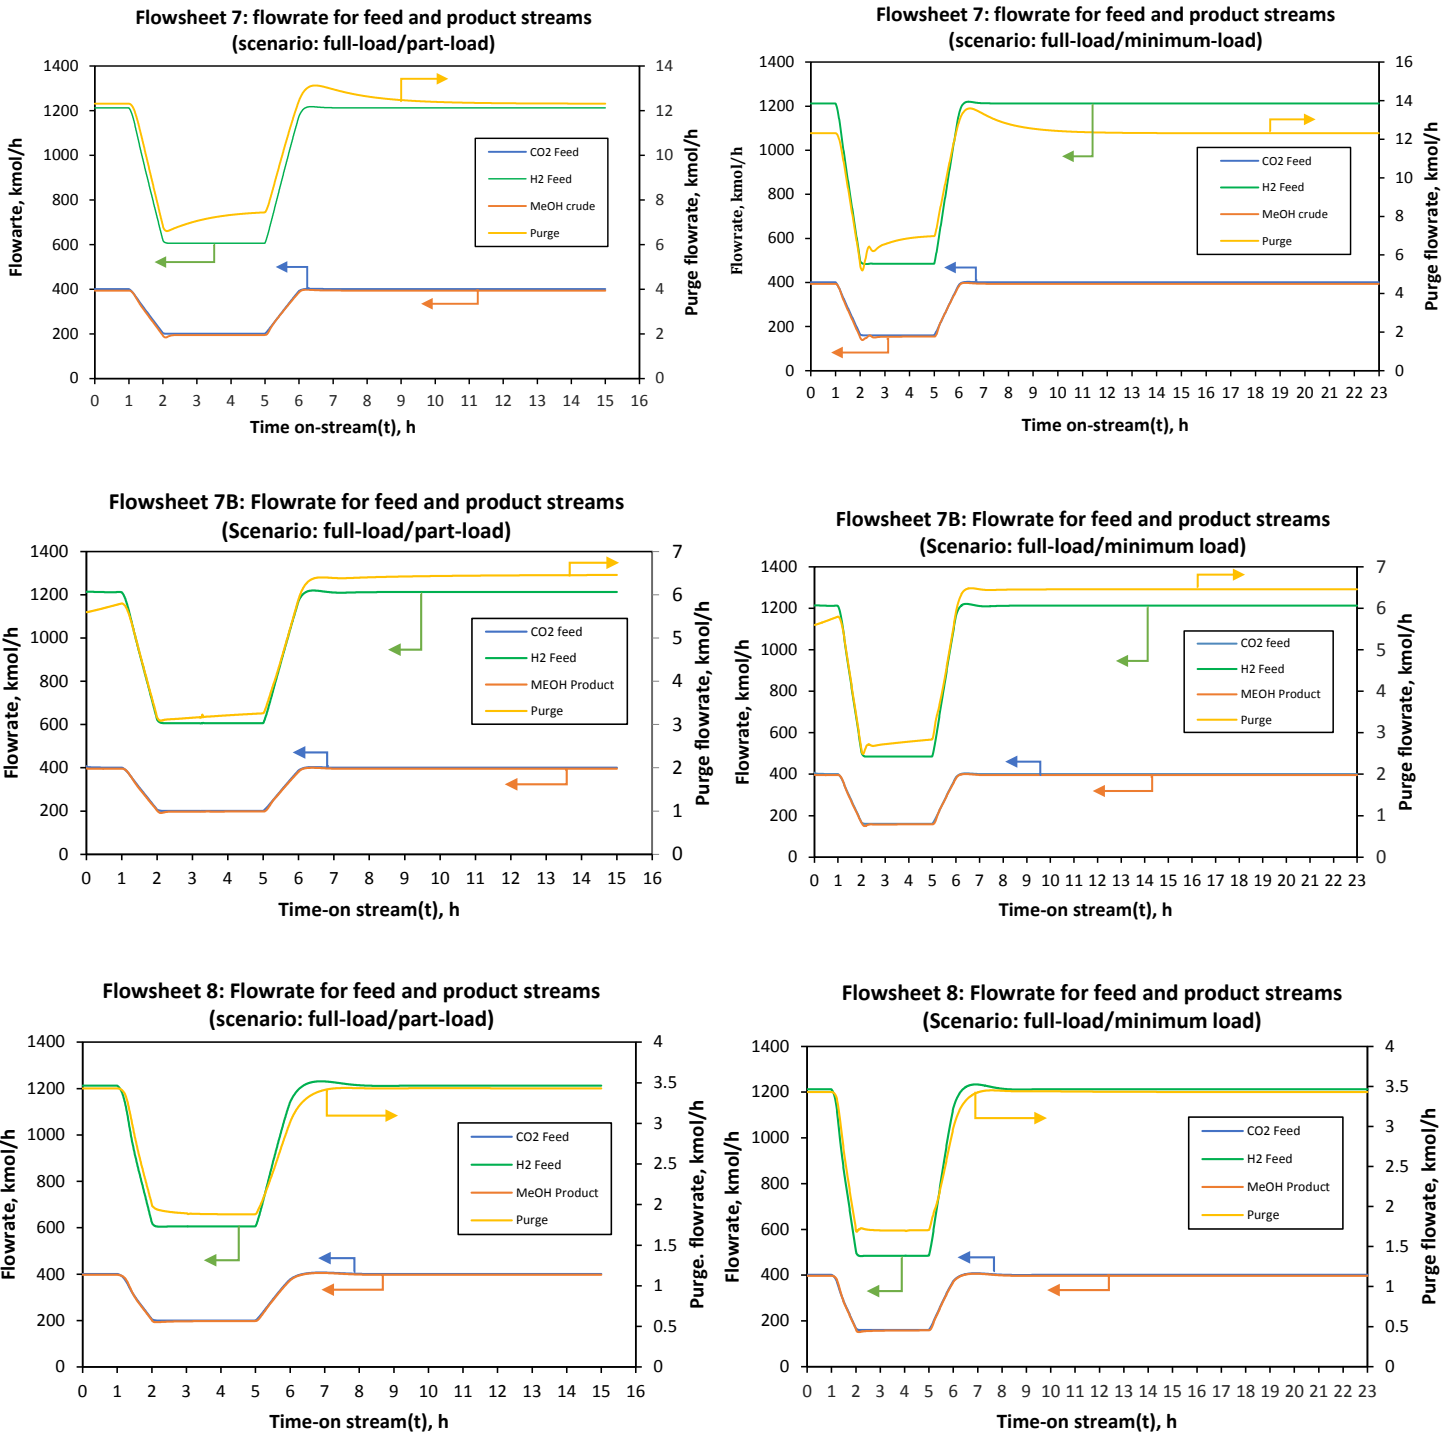 Flowsheet 7: flowrate for feed and product streams
(scenario: full-load/part-load)
1400
1200
1000
800
600
400
200
0
14
12
10
8
6
4
2
0
0 1 2 3 4 5 6 7 8 9 10 11 12 13 14 15 16
Flowarte, kmol/h
Purge flowrate, kmol/h
Time on-stream(t), h
CO2 Feed
H2 Feed
MeOH crude
Purge
Flowsheet 7: flowrate for feed and product streams
(scenario: full-load/minimum-load)
1400
1200
1000
800
600
400
200
0
16
14
12
10
8
6
4
2
0
0 1 2 3 4 5 6 7 8 9 10 11 12 13 14 15 16 17 18 19 20 21 22 23
Flowrate, kmol/h
Purge flowrate, kmol/h
Time on-stream(t), h
CO2 Feed
H2 Feed
MeOH crude
Purge
Flowsheet 7B: Flowrate for feed and product streams
(Scenario: full-load/part-load)
1400
1200
1000
800
600
400
200
0
7
6
5
4
3
2
1
0
0 1 2 3 4 5 6 7 8 9 10 11 12 13 14 15 16
Flowrate, kmol/h
Purge flowrate, kmol/h
Time-on stream(t), h
CO2 feed
H2 Feed
MEOH Product
Purge
Flowsheet 7B: Flowrate for feed and product streams
(Scenario: full-load/minimum load)
1400
1200
1000
800
600
400
200
0
7
6
5
4
3
2
1
0
0 1 2 3 4 5 6 7 8 9 10 11 12 13 14 15 16 17 18 19 20 21 22 23
Flowrate, kmol/h
Purge flowrate, kmol/h
Time-on stream(t), h
CO2 feed
H2 Feed
MEOH Product
Purge
Flowsheet 8: Flowrate for feed and product streams
(scenario: full-load/part-load)
1400
1200
1000
800
600
400
200
0
4
3.5
3
2.5
2
1.5
1
0.5
0
0 1 2 3 4 5 6 7 8 9 10 11 12 13 14 15 16
Flowrate, kmol/h
Purge. flowrate, kmol/h
Time-on stream(t), h
CO2 Feed
H2 Feed
MeOH Product
Purge
Flowsheet 8: Flowrate for feed and product streams
(Scenario: full-load/minimum load)
1400
1200
1000
800
600
400
200
0
4
3.5
3
2.5
2
1.5
1
0.5
0
0 1 2 3 4 5 6 7 8 9 10 11 12 13 14 15 16 17 18 19 20 21 22 23
Flowrate, kmol/h
Purge flowate, kmol/h
Time-on stream(t), h
CO2 Feed
H2 Feed
MeOH Product
Purge